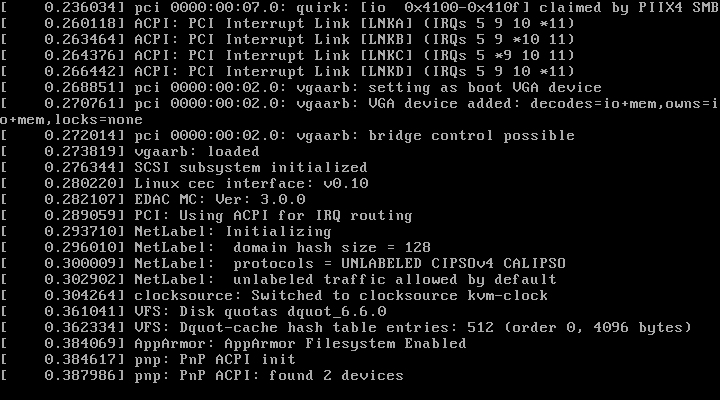 [    0.236034] pci 0000:00:07.0: quirk: [io  0x4100-0x410f] claimed by PIIX4 SMB
[    0.260118] ACPI: PCI Interrupt Link [LNKA] (IRQs 5 9 10 *11)
[    0.263464] ACPI: PCI Interrupt Link [LNKB] (IRQs 5 9 *10 11)
[    0.264376] ACPI: PCI Interrupt Link [LNKC] (IRQs 5 *9 10 11)
[    0.266442] ACPI: PCI Interrupt Link [LNKD] (IRQs 5 9 10 *11)
[    0.268851] pci 0000:00:02.0: vgaarb: setting as boot VGA device
[    0.270761] pci 0000:00:02.0: vgaarb: VGA device added: decodes=io+mem,owns=i
o+mem,locks=none
[    0.272014] pci 0000:00:02.0: vgaarb: bridge control possible
[    0.273819] vgaarb: loaded
[    0.276344] SCSI subsystem initialized
[    0.280220] Linux cec interface: v0.10
[    0.282107] EDAC MC: Ver: 3.0.0
[    0.289059] PCI: Using ACPI for IRQ routing
[    0.293710] NetLabel: Initializing
[    0.296010] NetLabel:  domain hash size = 128
[    0.300009] NetLabel:  protocols = UNLABELED CIPSOv4 CALIPSO
[    0.302902] NetLabel:  unlabeled traffic allowed by default
[    0.304264] clocksource: Switched to clocksource kvm-clock
[    0.361041] VFS: Disk quotas dquot_6.6.0
[    0.362334] VFS: Dquot-cache hash table entries: 512 (order 0, 4096 bytes)
[    0.384069] AppArmor: AppArmor Filesystem Enabled
[    0.384617] pnp: PnP ACPI init
[    0.387986] pnp: PnP ACPI: found 2 devices